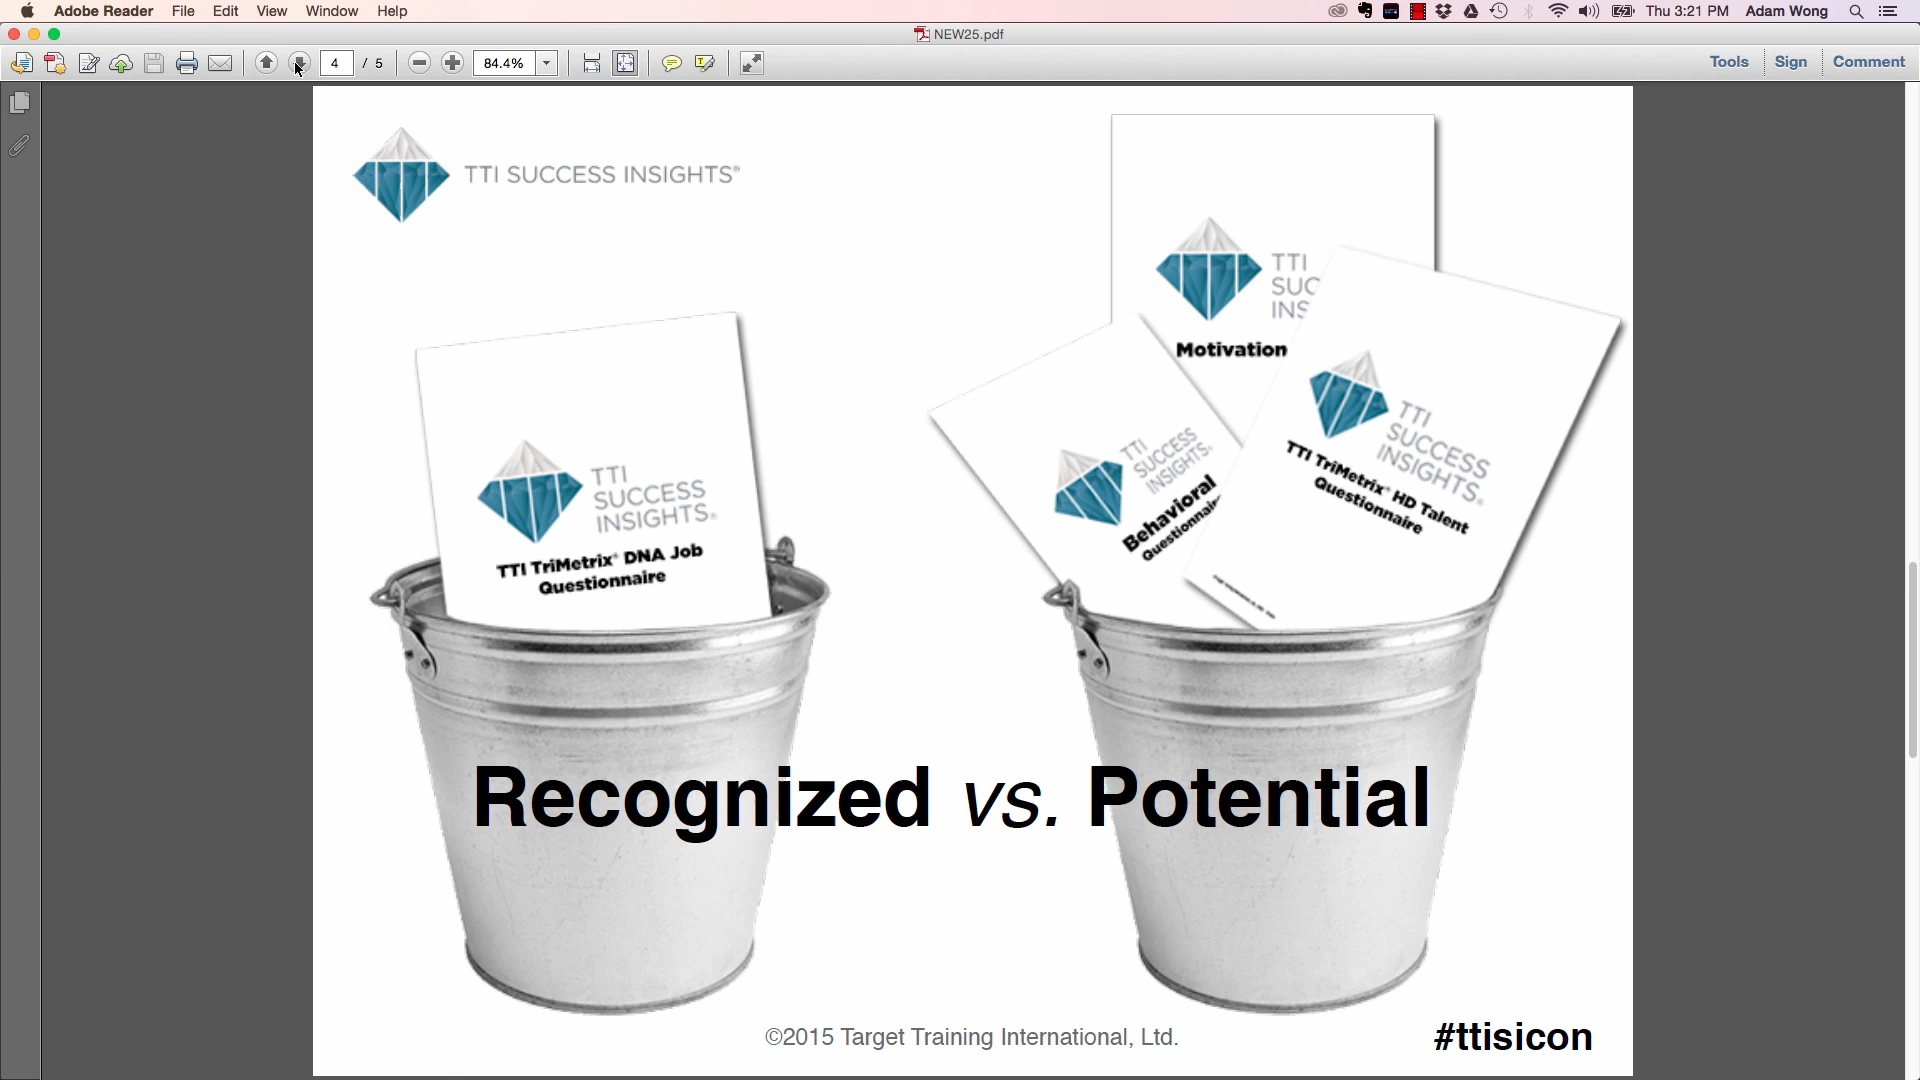 Adobe Reader File Edit View Window Help
Thu 3:21 PM Adam Wong
NEW25.pdf
4 / 5
84.4%
Tools Sign Comment
TTI SUCCESS INSIGHTS®
TTI
SUCCESS
INSIGHTS®
TTI TriMetrix® DNA Job
Questionnaire
TTI
SUC
INS
Motivation
TTI
SUCCESS
INSIGHTS®
Behavioral
Questionnair
TTI
SUCCESS
INSIGHTS®
TTI TriMetrix® HD Talent
Questionnaire
Recognized vs. Potential
©2015 Target Training International, Ltd.
#ttisicon